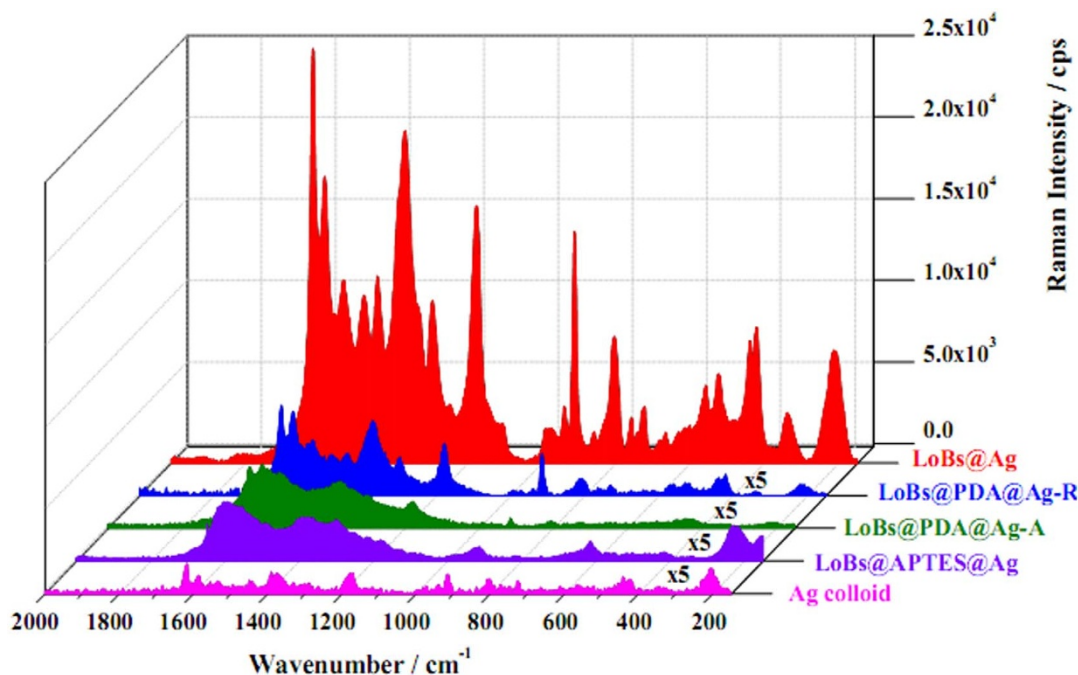 2.5x10⁴
2.0x10⁴
1.5x10⁴
1.0x10⁴
5.0x10³
0.0
Raman Intensity / cps
LoBs@Ag
x5
LoBs@PDA@Ag-R
x5
LoBs@PDA@Ag-A
x5
LoBs@APTES@Ag
x5
Ag colloid
2000 1800 1600 1400 1200 1000 800 600 400 200
Wavenumber / cm⁻¹